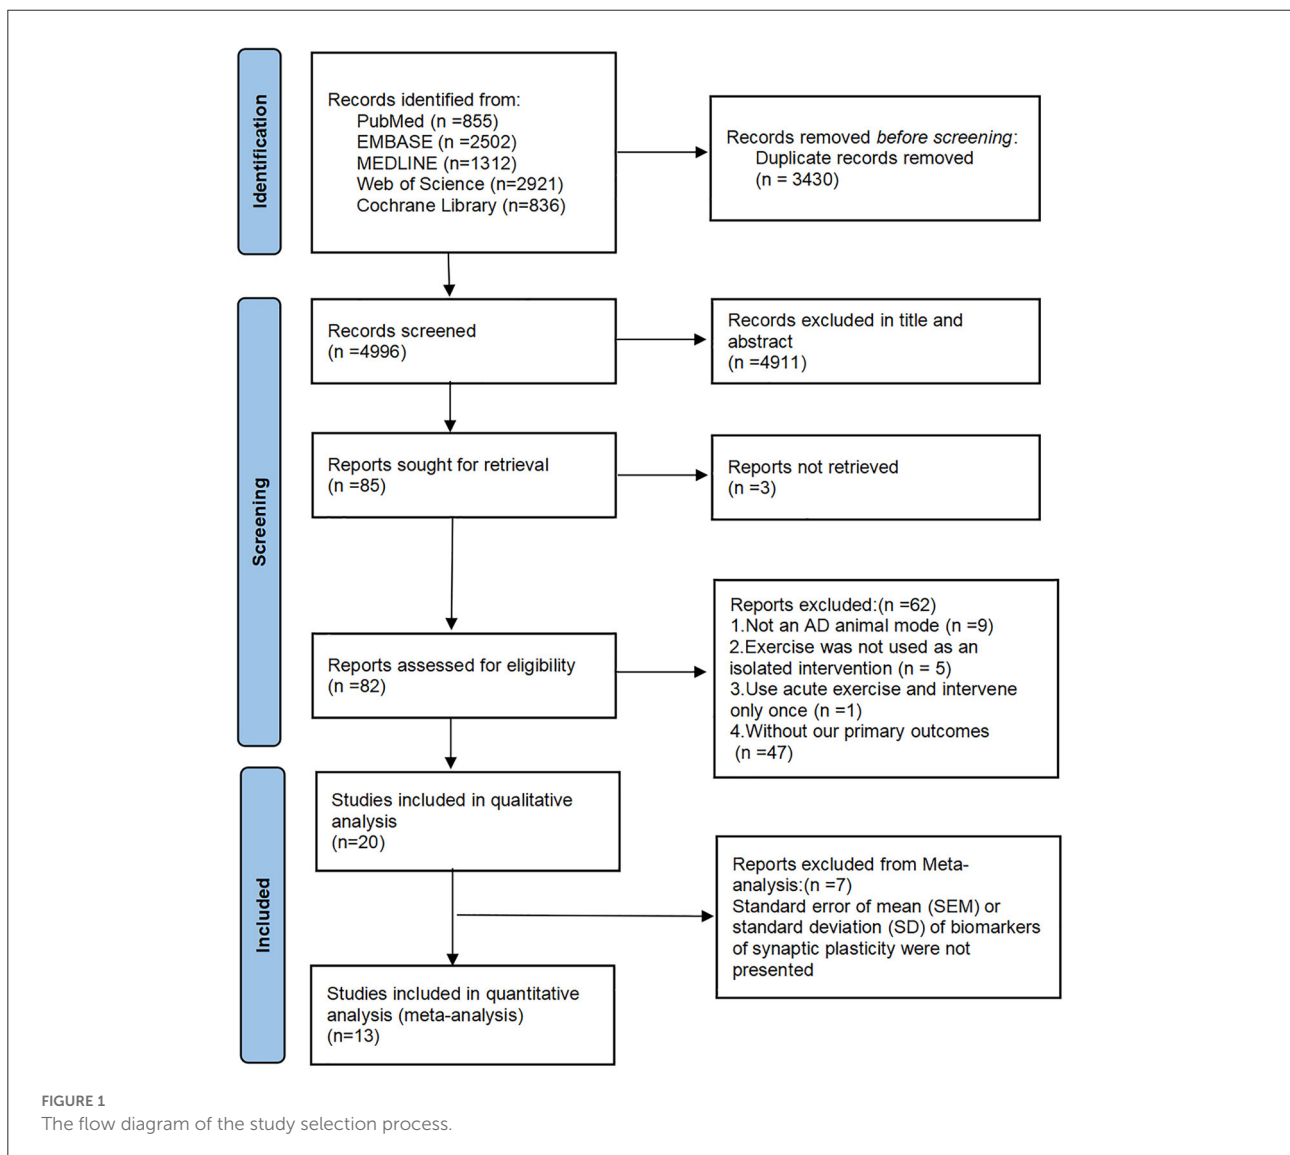 Identification
Records identified from:
PubMed (n =855)
EMBASE (n =2502)
MEDLINE (n=1312)
Web of Science (n=2921)
Cochrane Library (n=836)
Records removed before screening:
Duplicate records removed
(n = 3430)
Screening
Records screened
(n =4996)
Records excluded in title and
abstract
(n =4911)
Reports sought for retrieval
(n =85)
Reports not retrieved
(n =3)
Reports assessed for eligibility
(n =82)
Reports excluded:(n =62)
1.Not an AD animal mode (n =9)
2.Exercise was not used as an
isolated intervention (n = 5)
3.Use acute exercise and intervene
only once (n =1)
4.Without our primary outcomes
(n =47)
Included
Studies included in qualitative
analysis
(n=20)
Reports excluded from Meta-
analysis:(n =7)
Standard error of mean (SEM) or
standard deviation (SD) of biomarkers
of synaptic plasticity were not
presented
Studies included in quantitative
analysis (meta-analysis)
(n=13)
FIGURE 1
The flow diagram of the study selection process.